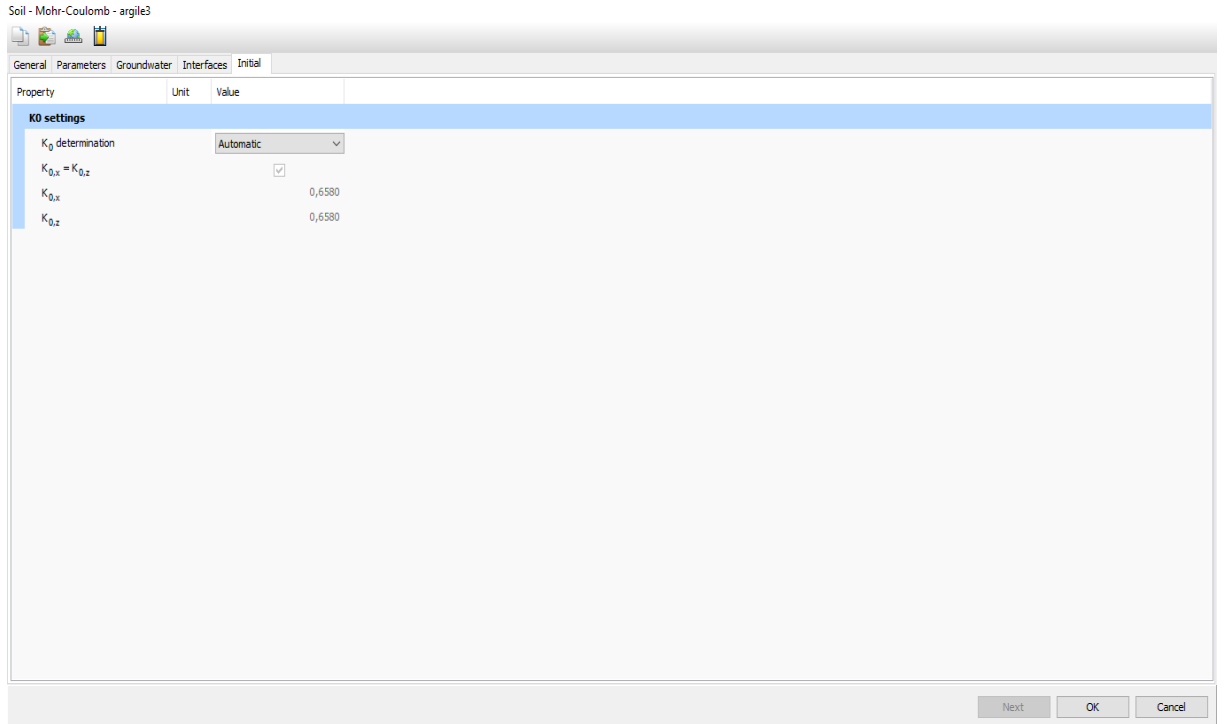 Soil - Mohr-Coulomb - argile3
General Parameters Groundwater Interfaces Initial
Property Unit Value
K0 settings
K0 determination Automatic
K0,x = K0,z
K0,x 0,6580
K0,z 0,6580
Next OK Cancel